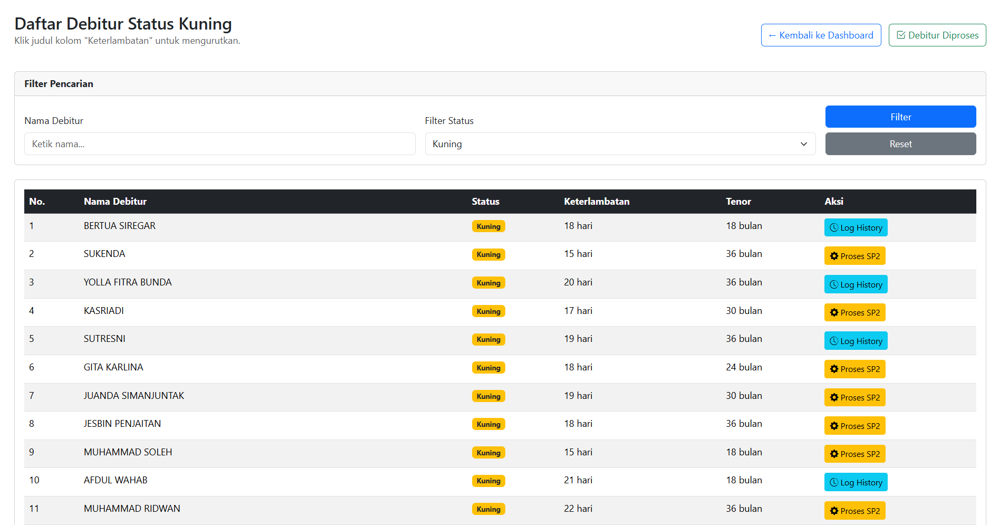 Daftar Debitur Status Kuning
Klik judul kolom "Keterlambatan" untuk mengurutkan.
← Kembali ke Dashboard
Debitur Diproses
Filter Pencarian
Nama Debitur
Filter Status
Filter
Ketik nama...
Kuning
Reset
No. Nama Debitur Status Keterlambatan Tenor Aksi
1 BERTUA SIREGAR Kuning 18 hari 18 bulan Log History
2 SUKENDA Kuning 15 hari 36 bulan Proses SP2
3 YOLLA FITRA BUNDA Kuning 20 hari 36 bulan Log History
4 KASRIADI Kuning 17 hari 30 bulan Proses SP2
5 SUTRESNI Kuning 19 hari 36 bulan Log History
6 GITA KARLINA Kuning 18 hari 24 bulan Proses SP2
7 JUANDA SIMANJUNTAK Kuning 19 hari 30 bulan Proses SP2
8 JESBIN PENJAITAN Kuning 18 hari 36 bulan Proses SP2
9 MUHAMMAD SOLEH Kuning 15 hari 18 bulan Proses SP2
10 AFDUL WAHAB Kuning 21 hari 18 bulan Log History
11 MUHAMMAD RIDWAN Kuning 22 hari 36 bulan Proses SP2